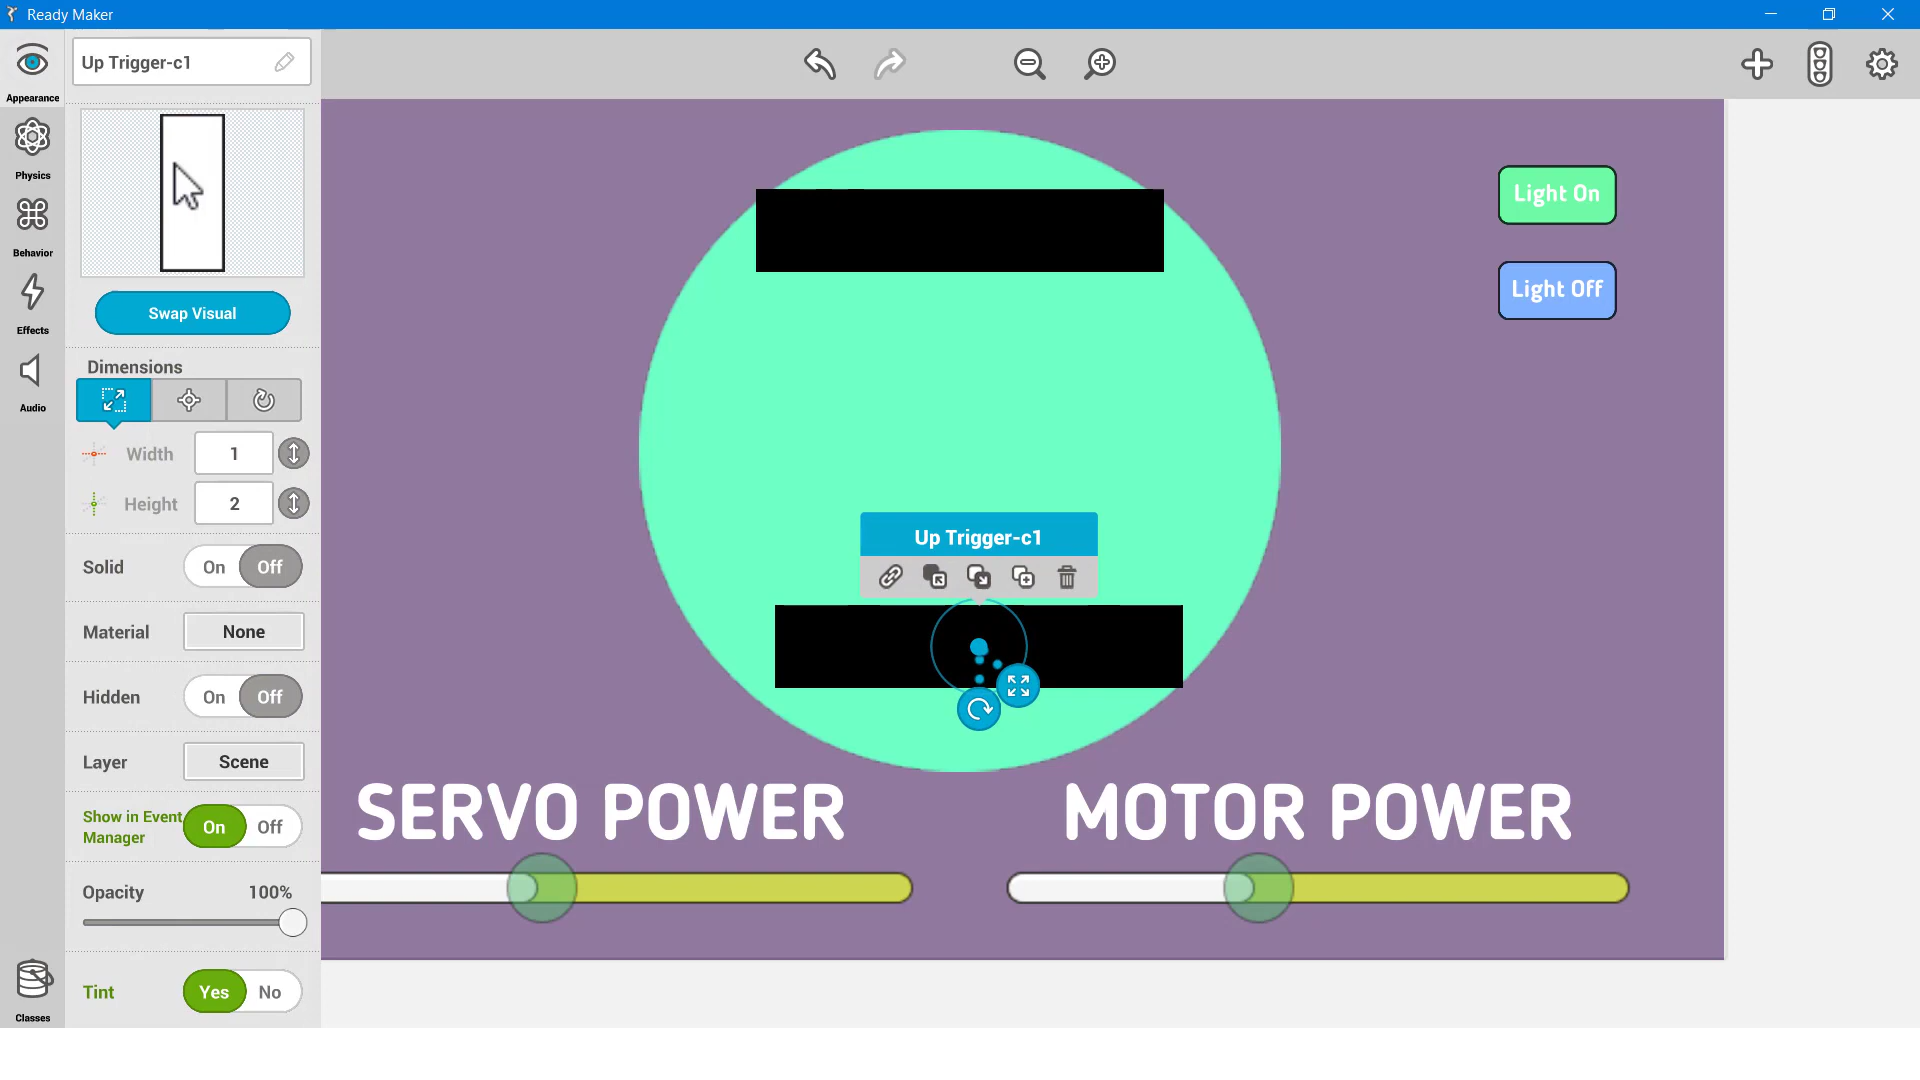 Ready Maker
Up Trigger-c1
Appearance
Physics
Behavior
Effects
Audio
Classes
Swap Visual
Dimensions
Width 1
Height 2
Solid On Off
Material None
Hidden On Off
Layer Scene
Show in Event
Manager On Off
Opacity 100%
Tint Yes No
Light On
Light Off
Up Trigger-c1
SERVO POWER
MOTOR POWER